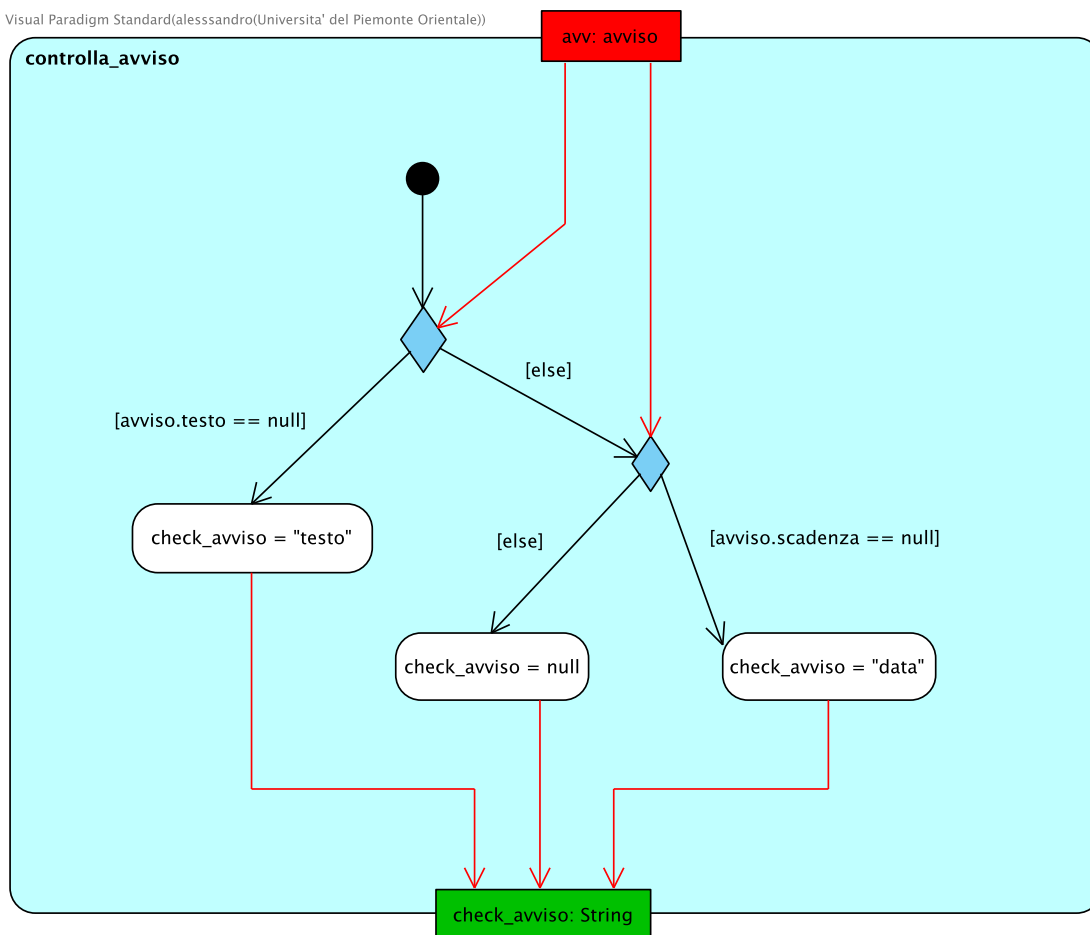 Visual Paradigm Standard(alesssandro(Universita' del Piemonte Orientale))
avv: avviso
controlla_avviso
[else]
[avviso.testo == null]
check_avviso = "testo"
[else]
[avviso.scadenza == null]
check_avviso = null
check_avviso = "data"
check_avviso: String